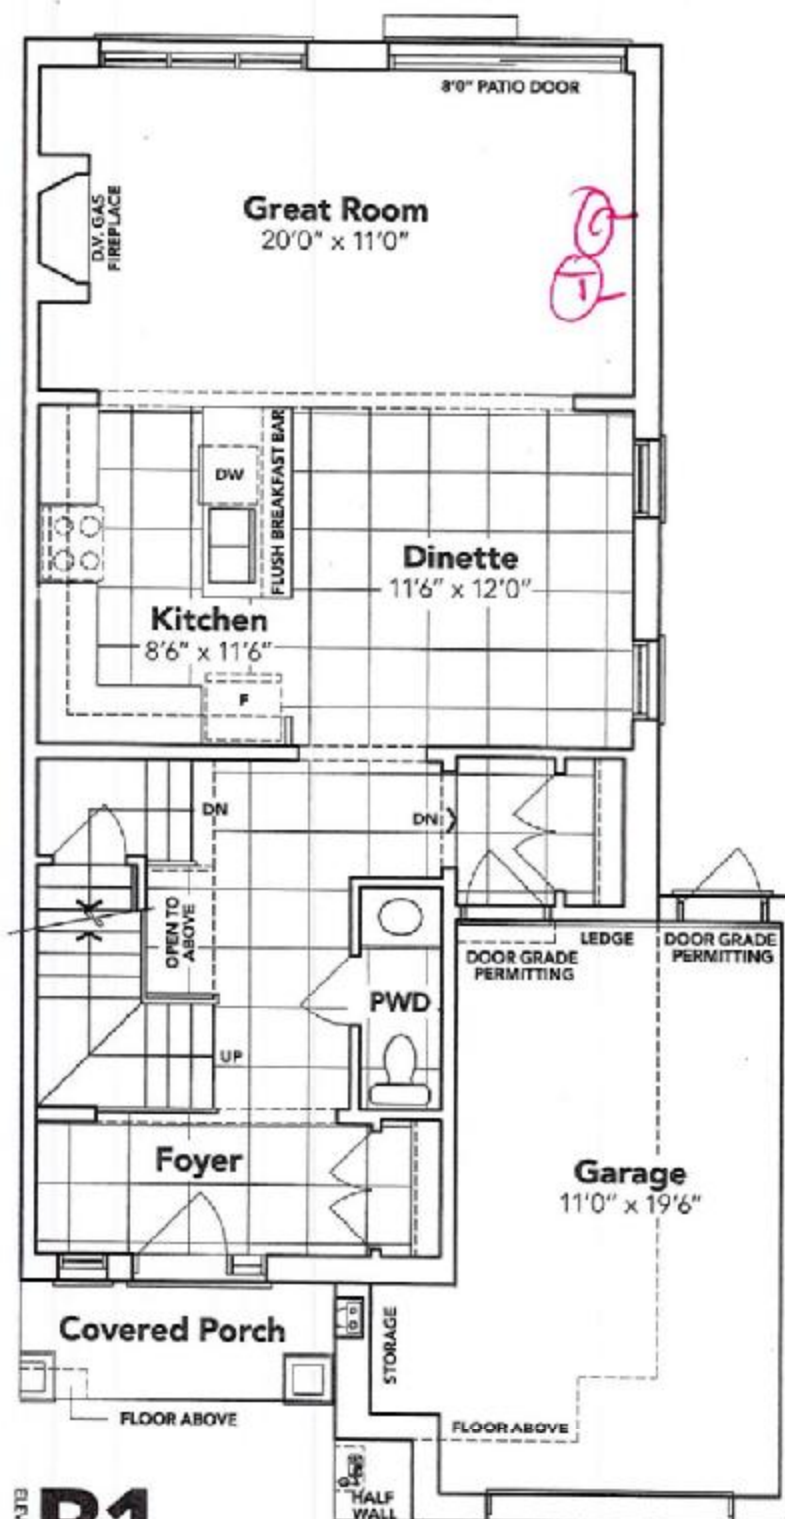 8'0" PATIO DOOR
Great Room
20'0" x 11'0"
D.V. GAS
FIREPLACE
C
T
DW
FLUSH BREAKFAST BAR
Dinette
11'6" x 12'0"
Kitchen
8'6" x 11'6"
F
DN
DN
OPEN TO
ABOVE
LEDGE
DOOR GRADE
PERMITTING
DOOR GRADE
PERMITTING
PWD
UP
Foyer
Garage
11'0" x 19'6"
Covered Porch
STORAGE
FLOOR ABOVE
FLOOR ABOVE
HALF
WALL
ELEV
B1